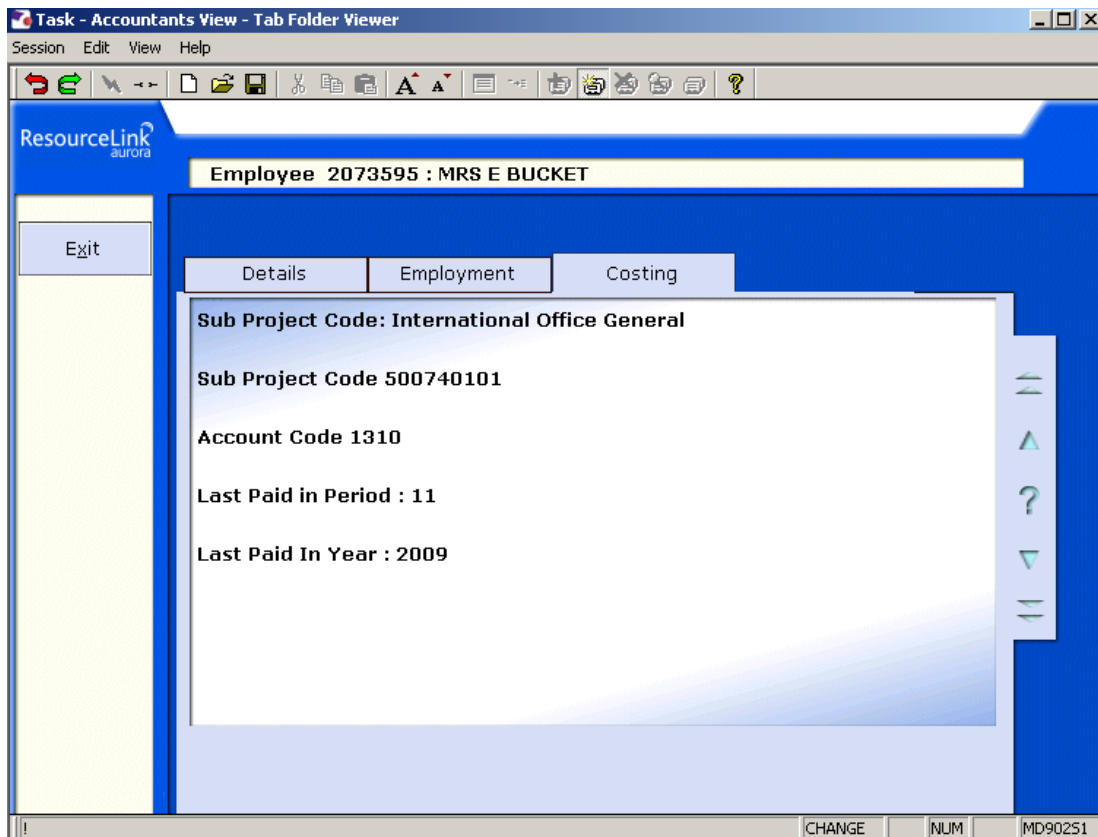 Task - Accountants View - Tab Folder Viewer
Session Edit View Help
ResourceLink
aurora
Employee 2073595 : MRS E BUCKET
Exit
Details Employment Costing
Sub Project Code: International Office General
Sub Project Code 500740101
Account Code 1310
Last Paid in Period : 11
Last Paid In Year : 2009
! CHANGE NUM MD902S1